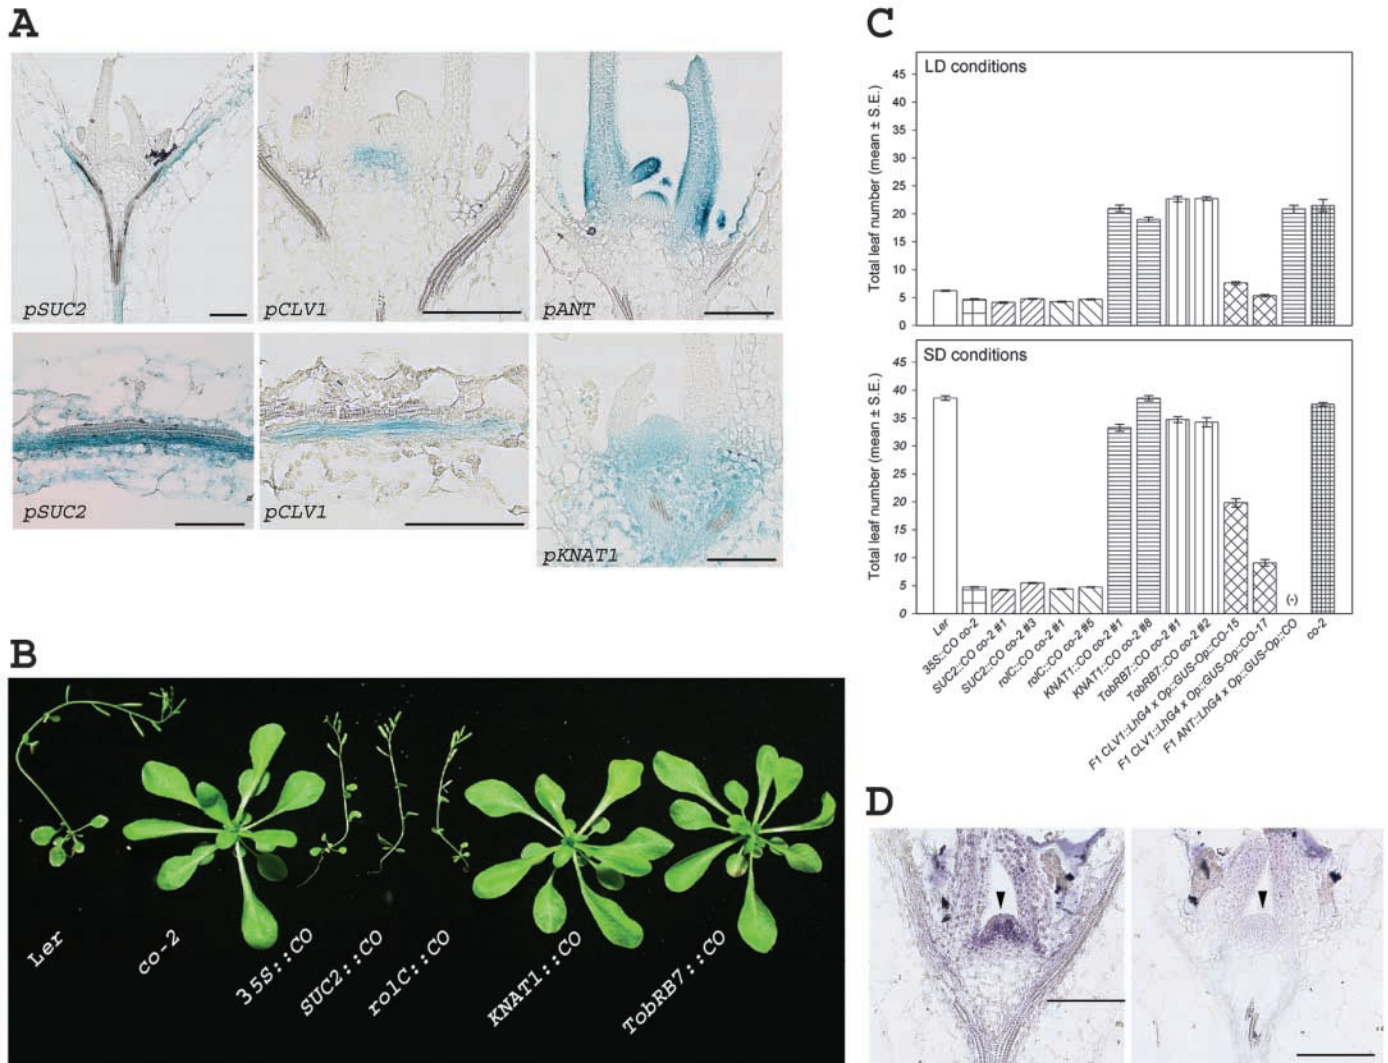 A
pSUC2
pCLV1
pANT
pSUC2
pCLV1
pKNAT1
B
Ler
co-2
35S::CO
SUC2::CO
rolC::CO
KNAT1::CO
TobRB7::CO
C
LD conditions
Total leaf number (mean ± S.E.)
45
40
35
30
25
20
15
10
5
0
SD conditions
Total leaf number (mean ± S.E.)
45
40
35
30
25
20
15
10
5
0
(-)
Ler
35S::CO co-2
SUC2::CO co-2 #1
SUC2::CO co-2 #3
rolC::CO co-2 #1
rolC::CO co-2 #5
KNAT1::CO co-2 #1
KNAT1::CO co-2 #8
TobRB7::CO co-2 #1
TobRB7::CO co-2 #2
F1 CLV1::LhG4 x Op::GUS-Op::CO-15
F1 CLV1::LhG4 x Op::GUS-Op::CO-17
F1 ANT::LhG4 x Op::GUS-Op::CO
co-2
D